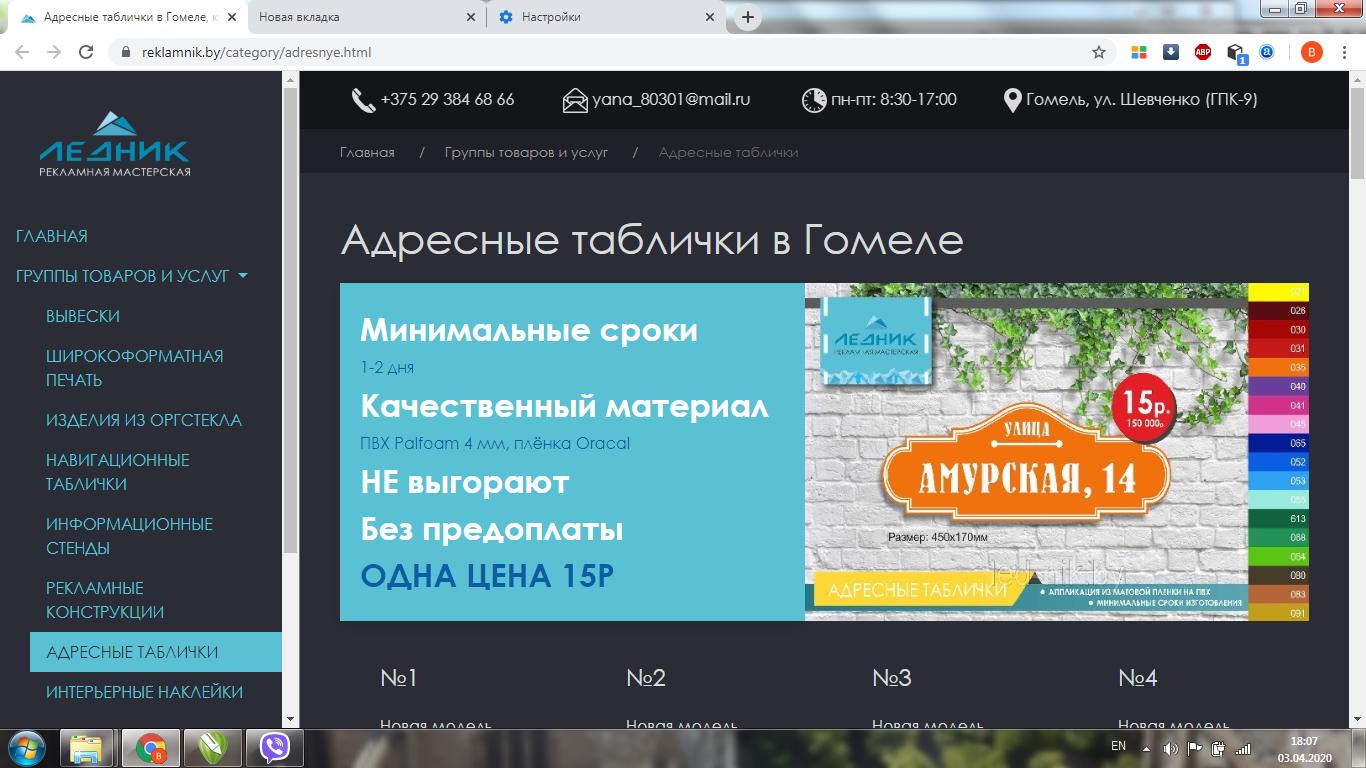 Адресные таблички в Гомеле, к
Новая вкладка
Настройки
reklamnik.by/category/adresnye.html
ABP
1
B
ЛЕДНИК
РЕКЛАМНАЯ МАСТЕРСКАЯ
ГЛАВНАЯ
ГРУППЫ ТОВАРОВ И УСЛУГ
ВЫВЕСКИ
ШИРОКОФОРМАТНАЯ
ПЕЧАТЬ
ИЗДЕЛИЯ ИЗ ОРГСТЕКЛА
НАВИГАЦИОННЫЕ
ТАБЛИЧКИ
ИНФОРМАЦИОННЫЕ
СТЕНДЫ
РЕКЛАМНЫЕ
КОНСТРУКЦИИ
АДРЕСНЫЕ ТАБЛИЧКИ
ИНТЕРЬЕРНЫЕ НАКЛЕЙКИ
+375 29 384 68 66
yana_80301@mail.ru
пн-пт: 8:30-17:00
Гомель, ул. Шевченко (ГПК-9)
Главная / Группы товаров и услуг / Адресные таблички
Адресные таблички в Гомеле
Минимальные сроки
1-2 дня
Качественный материал
ПВХ Palfoam 4 мм, плёнка Oracal
НЕ выгорают
Без предоплаты
ОДНА ЦЕНА 15Р
ЛЕДНИК
РЕКЛАМНАЯ МАСТЕРСКАЯ
15р.
150 000р.
УЛИЦА
АМУРСКАЯ, 14
Размер: 450x170мм
lednik.by
АДРЕСНЫЕ ТАБЛИЧКИ
• АППЛИКАЦИЯ ИЗ МАТОВОЙ ПЛЕНКИ НА ПВХ
• МИНИМАЛЬНЫЕ СРОКИ ИЗГОТОВЛЕНИЯ
021
026
030
031
035
040
041
045
065
052
053
055
613
068
064
080
083
091
№1
№2
№3
№4
Новая модель
Новая модель
Новая модель
Новая модель
B
EN
18:07
03.04.2020